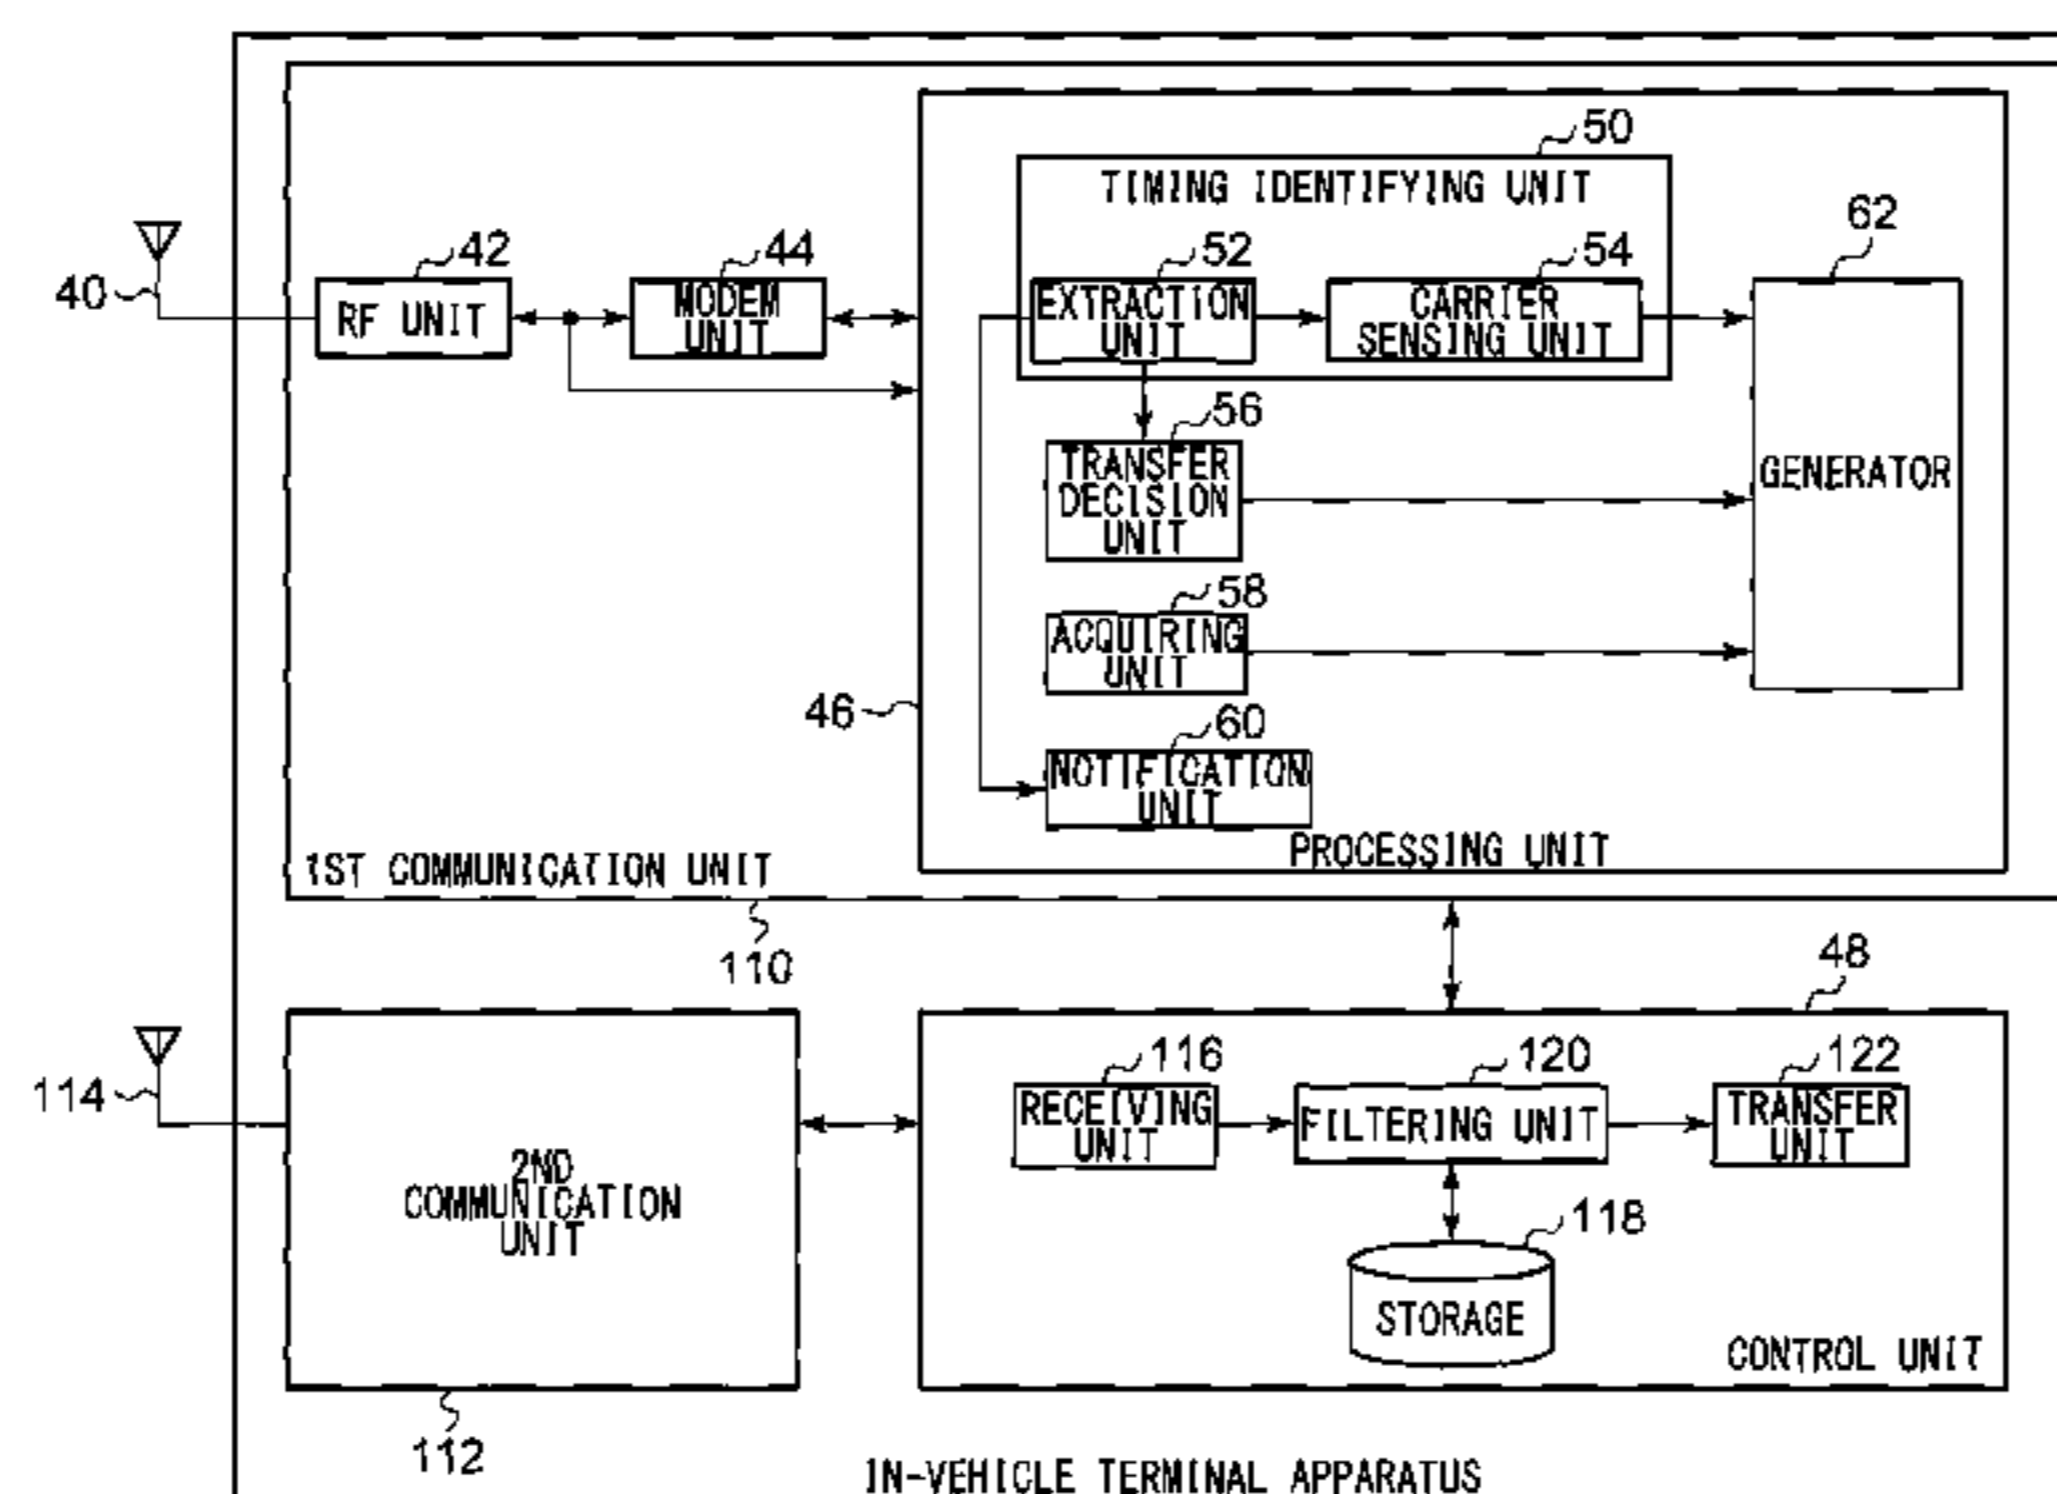 50
TIMING IDENTIFYING UNIT
62
42
44
52
54
40
RF UNIT
MODEM
UNIT
EXTRACTION
UNIT
CARRIER
SENSING UNIT
56
TRANSFER
DECISION
UNIT
GENERATOR
58
ACQUIRING
UNIT
46
60
NOTIFICATION
UNIT
PROCESSING UNIT
1ST COMMUNICATION UNIT
110
48
114
116
120
122
RECEIVING
UNIT
FILTERING UNIT
TRANSFER
UNIT
2ND
COMMUNICATION
UNIT
118
STORAGE
CONTROL UNIT
112
IN-VEHICLE TERMINAL APPARATUS